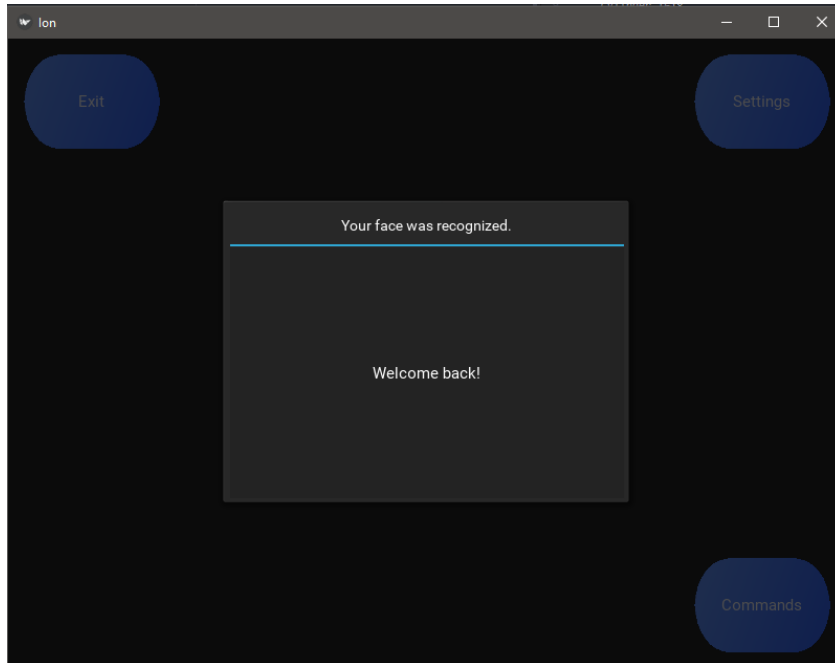 Ion
Exit
Settings
Your face was recognized.
Welcome back!
Commands